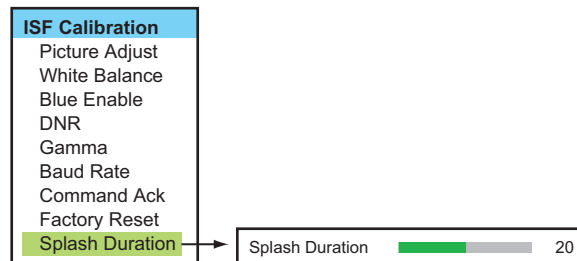 ISF Calibration
Picture Adjust
White Balance
Blue Enable
DNR
Gamma
Baud Rate
Command Ack
Factory Reset
Splash Duration
Splash Duration 20